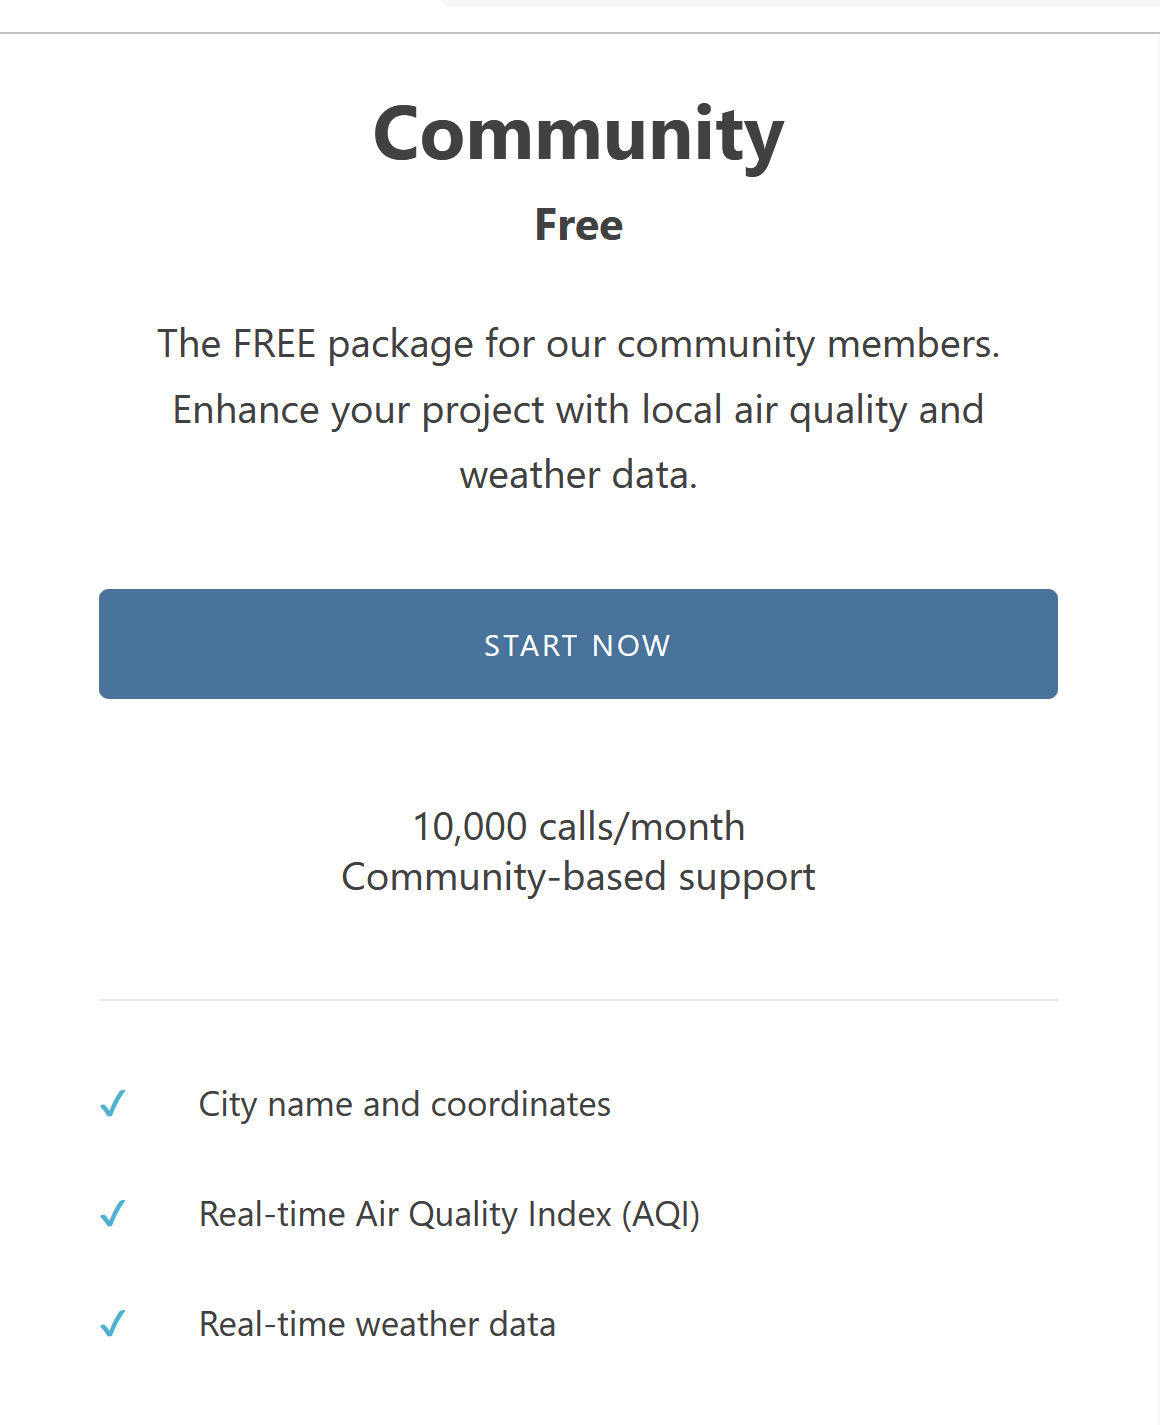 Community
Free
The FREE package for our community members.
Enhance your project with local air quality and
weather data.
START NOW
10,000 calls/month
Community-based support
City name and coordinates
Real-time Air Quality Index (AQI)
Real-time weather data